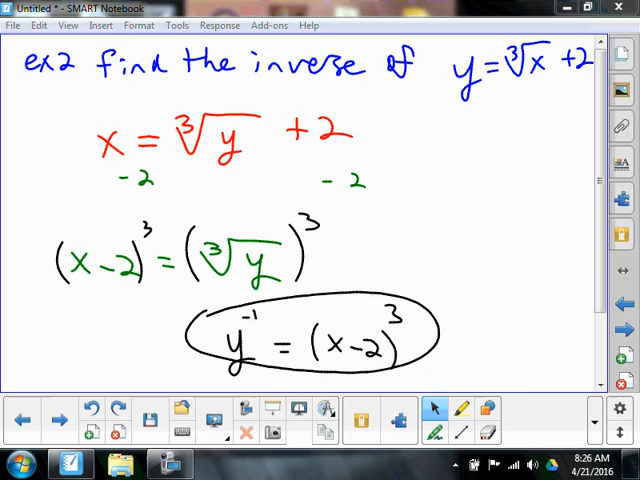 Untitled * - SMART Notebook
File Edit View Insert Format Tools Response Add-ons Help
ex2 find the inverse of y = ∛x + 2
x = ∛y + 2
- 2 - 2
(x - 2)³ = (∛y)³
y⁻¹ = (x - 2)³
8:26 AM
4/21/2016